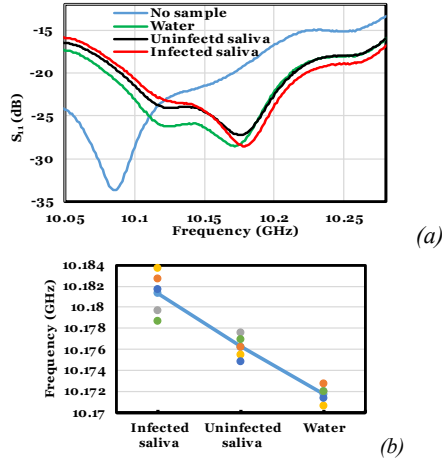 No sample
Water
Uninfectd saliva
Infected saliva
-15
-20
-25
-30
-35
S11 (dB)
10.05 10.1 10.15 10.2 10.25
Frequency (GHz)
(a)
10.184
10.182
10.18
10.178
10.176
10.174
10.172
10.17
Frequency (GHz)
Infected saliva
Uninfected saliva
Water
(b)